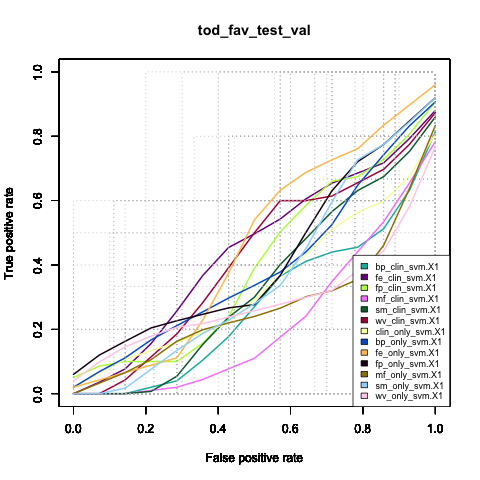 tod_fav_test_val
True positive rate
1.0
0.8
0.6
0.4
0.2
0.0
bp_clin_svm.X1
fe_clin_svm.X1
fp_clin_svm.X1
mf_clin_svm.X1
sm_clin_svm.X1
wv_clin_svm.X1
clin_only_svm.X1
bp_only_svm.X1
fe_only_svm.X1
fp_only_svm.X1
mf_only_svm.X1
sm_only_svm.X1
wv_only_svm.X1
0.0 0.2 0.4 0.6 0.8 1.0
False positive rate